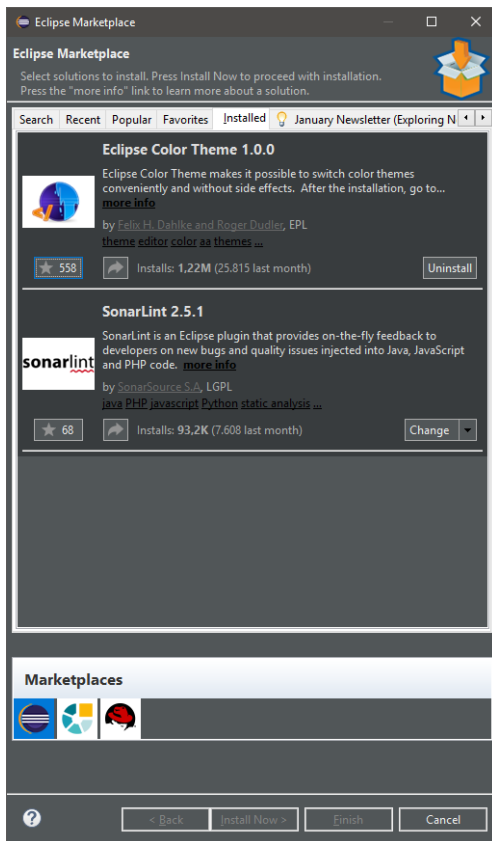 Eclipse Marketplace
Eclipse Marketplace
Select solutions to install. Press Install Now to proceed with installation.
Press the "more info" link to learn more about a solution.
Search Recent Popular Favorites Installed January Newsletter (Exploring N
Eclipse Color Theme 1.0.0
Eclipse Color Theme makes it possible to switch color themes
conveniently and without side effects. After the installation, go to...
more info
by Felix H. Dahlke and Roger Dudler, EPL
theme editor color aa themes ...
558 Installs: 1,22M (25.815 last month) Uninstall
SonarLint 2.5.1
SonarLint is an Eclipse plugin that provides on-the-fly feedback to
developers on new bugs and quality issues injected into Java, JavaScript
and PHP code. more info
sonarlint
by SonarSource S.A, LGPL
java PHP javascript Python static analysis ...
68 Installs: 93,2K (7.608 last month) Change
Marketplaces
? < Back Install Now > Finish Cancel